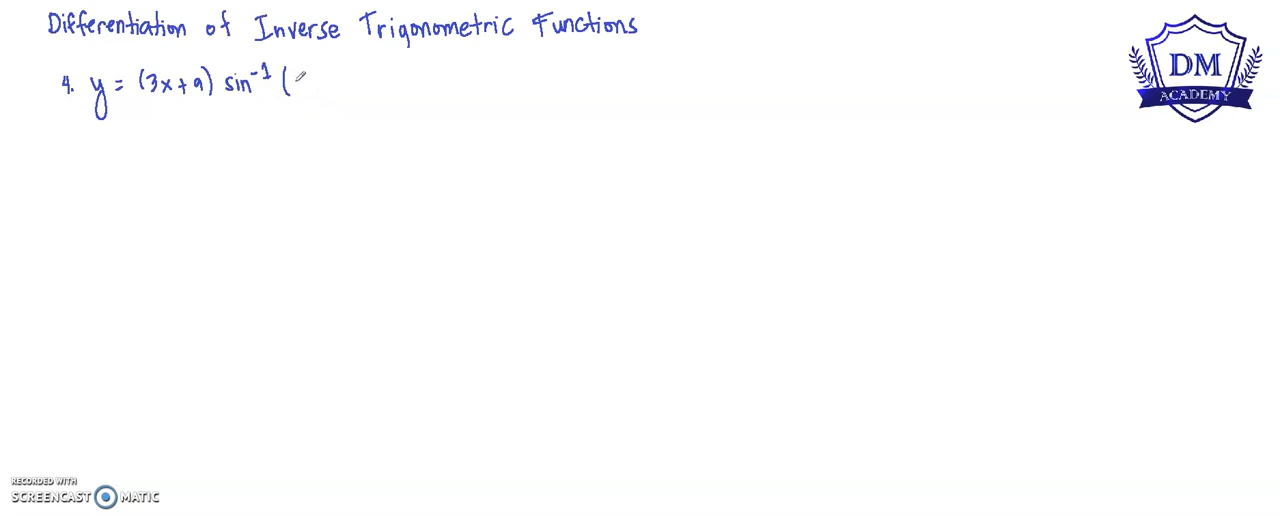 Differentiation of Inverse Trigonometric Functions
4. y = (3x + 9) sin⁻¹ (
DM
ACADEMY
RECORDED WITH
SCREENCAST MATIC